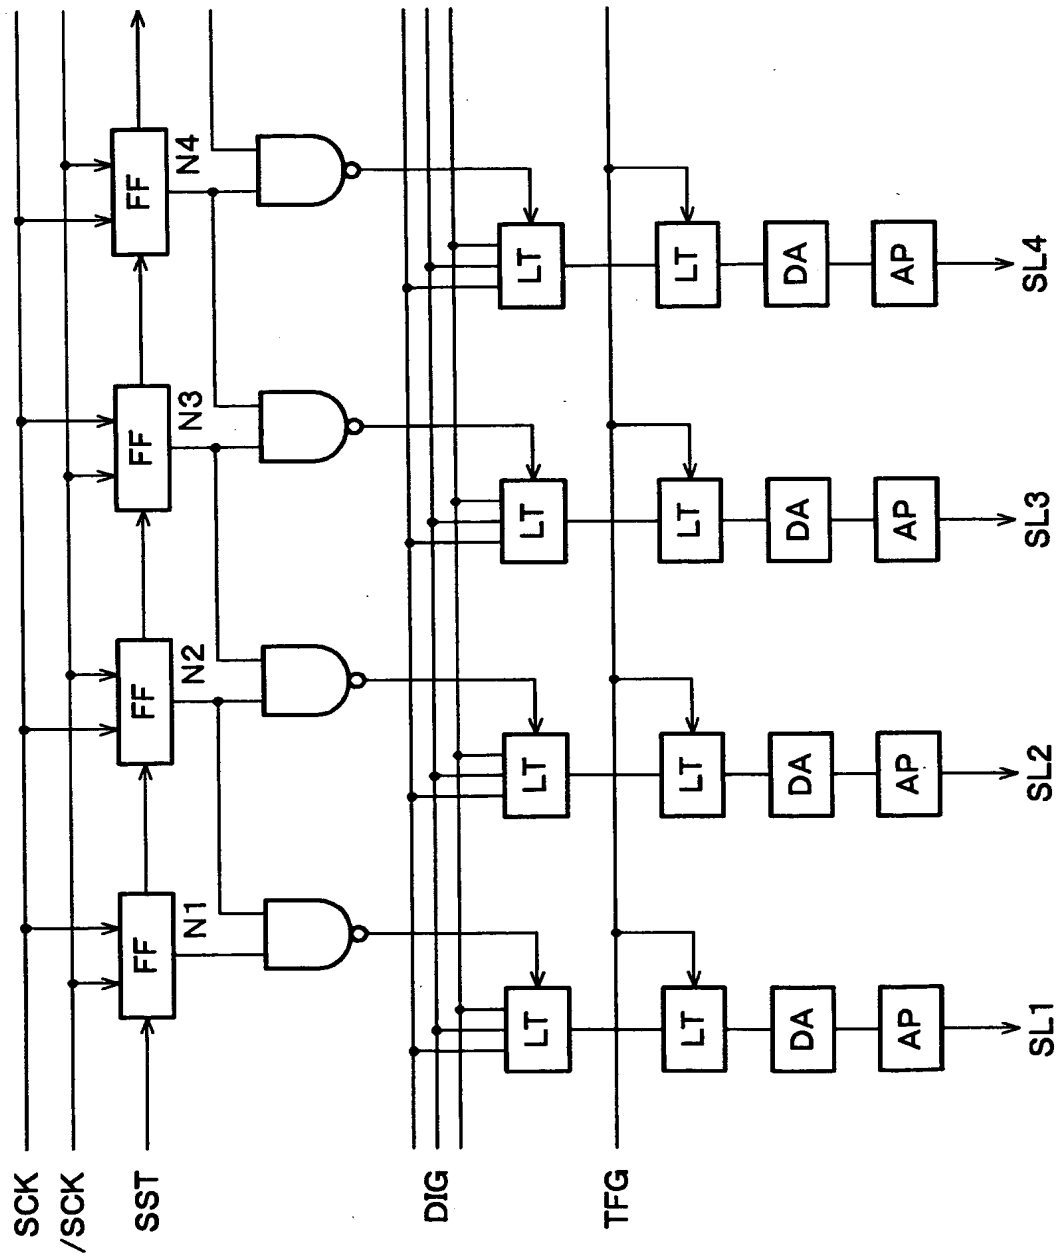 SCK
/SCK
SST
FF
FF
FF
FF
N1
N2
N3
N4
DIG
LT
LT
LT
LT
TFG
LT
LT
LT
LT
DA
DA
DA
DA
AP
AP
AP
AP
SL1
SL2
SL3
SL4